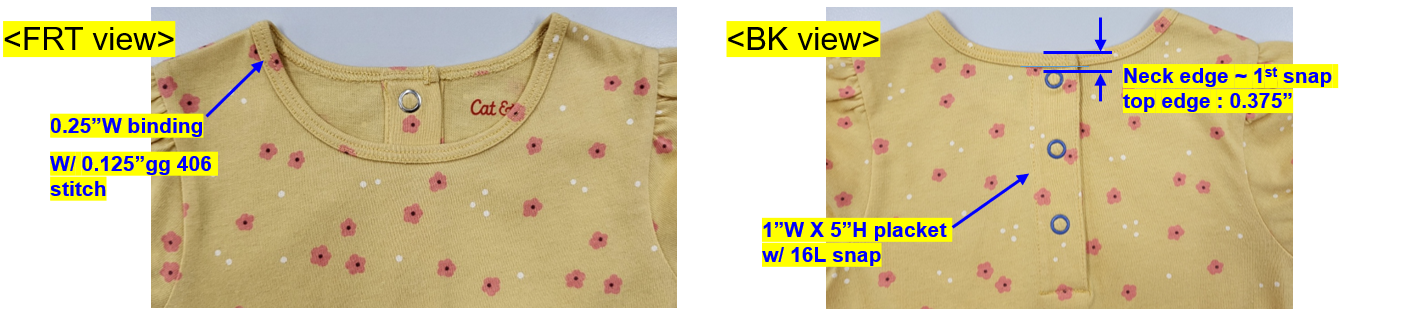 <FRT view>
0.25”W binding
W/ 0.125”gg 406
stitch
Cat &
<BK view>
Neck edge ~ 1st snap
top edge : 0.375”
1”W X 5”H placket
w/ 16L snap